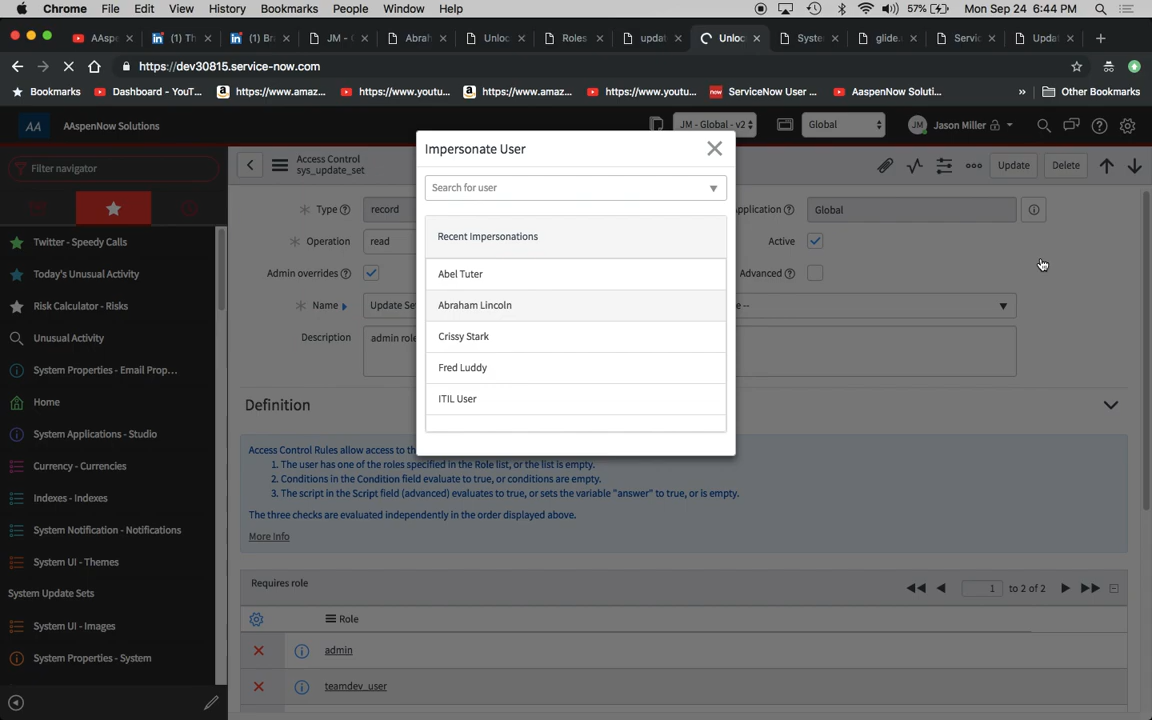 Chrome File Edit View History Bookmarks People Window Help 57% Mon Sep 24 6:44 PM
AAspe (1) Th (1) Br JM - Abrah Unloc Roles updat Unloc Syste glide. Servic Updat
https://dev30815.service-now.com
Bookmarks Dashboard - YouT... https://www.amaz... https://www.youtu... https://www.amaz... https://www.youtu... ServiceNow User ... AaspenNow Soluti... » Other Bookmarks
AA AAspenNow Solutions JM - Global - v2 Global JM Jason Miller
Filter navigator
Access Control
sys_update_set
Update Delete
Twitter - Speedy Calls
Today's Unusual Activity
Risk Calculator - Risks
Unusual Activity
System Properties - Email Prop...
Home
System Applications - Studio
Currency - Currencies
Indexes - Indexes
System Notification - Notifications
System UI - Themes
System Update Sets
System UI - Images
System Properties - System
Type record
Operation read
Admin overrides
Name Update Se
Description admin role
pplication Global
Active
Advanced
e --
Impersonate User
Search for user
Recent Impersonations
Abel Tuter
Abraham Lincoln
Crissy Stark
Fred Luddy
ITIL User
Definition
Access Control Rules allow access to th
1. The user has one of the roles specified in the Role list, or the list is empty.
2. Conditions in the Condition field evaluate to true, or conditions are empty.
3. The script in the Script field (advanced) evaluates to true, or sets the variable "answer" to true, or is empty.
The three checks are evaluated independently in the order displayed above.
More Info
Requires role 1 to 2 of 2
Role
admin
teamdev_user